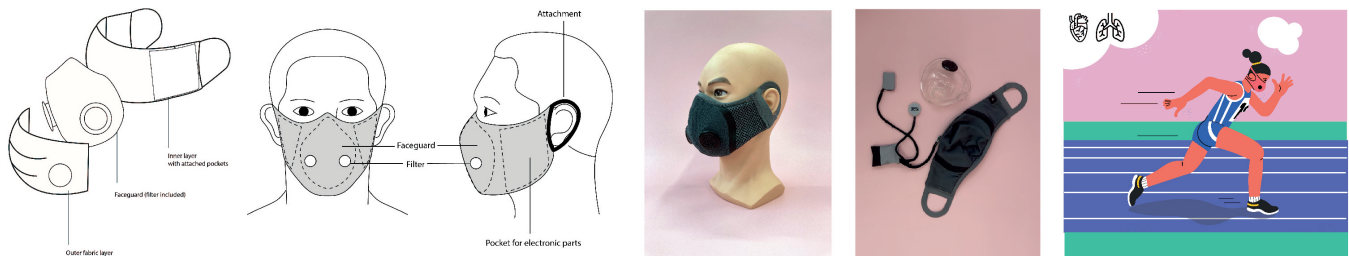 Inner layer
with attached pockets
Faceguard (filter included)
Outer fabric layer
Attachment
Faceguard
Filter
Pocket for electronic parts